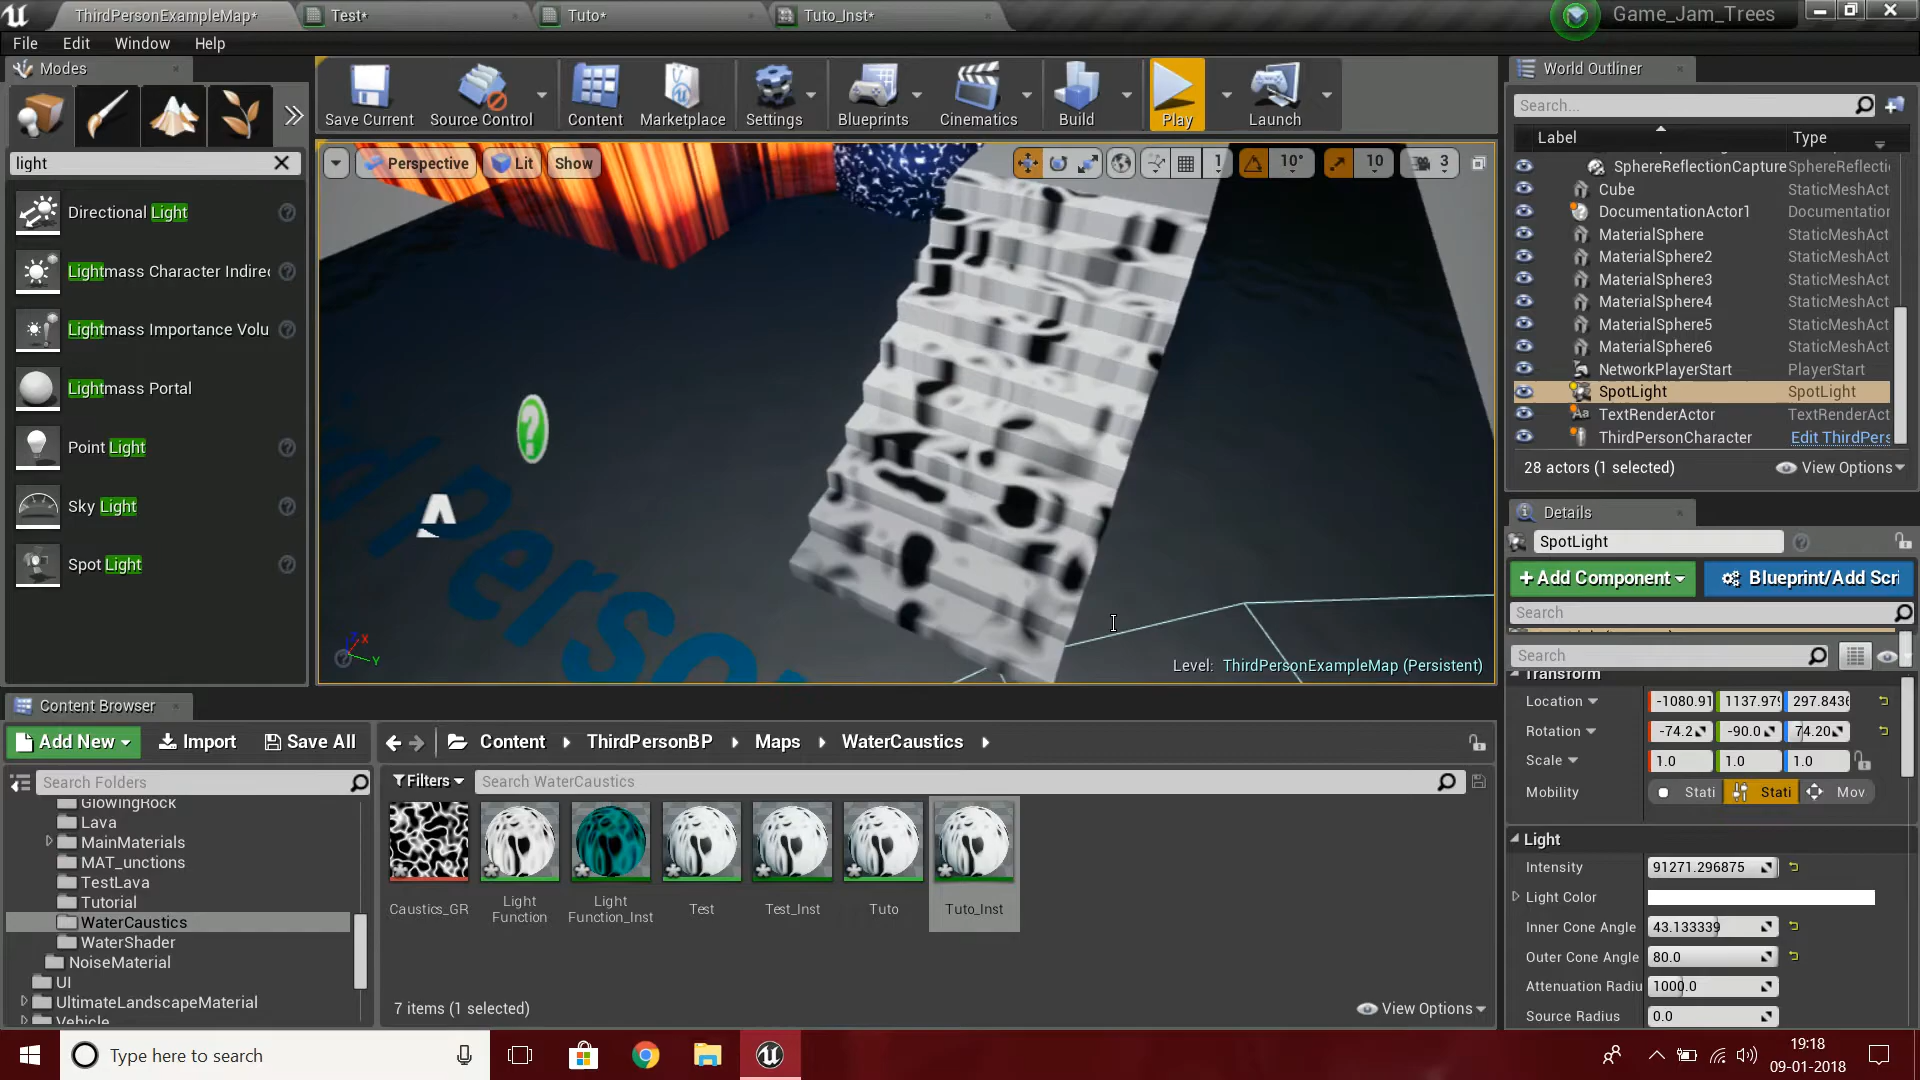 ThirdPersonExampleMap*
Test*
Tuto*
Tuto_Inst*
Game_Jam_Trees
File Edit Window Help
Modes
light
Directional Light
Lightmass Character Indirec
Lightmass Importance Volu
Lightmass Portal
Point Light
Sky Light
Spot Light
Save Current
Source Control
Content
Marketplace
Settings
Blueprints
Cinematics
Build
Play
Launch
Perspective
Lit
Show
1
10°
10
3
Level: ThirdPersonExampleMap (Persistent)
X
Y
World Outliner
Search...
Label
Type
SphereReflectionCapture SphereReflecti
Cube StaticMeshAct
DocumentationActor1 Documentation
MaterialSphere StaticMeshAct
MaterialSphere2 StaticMeshAct
MaterialSphere3 StaticMeshAct
MaterialSphere4 StaticMeshAct
MaterialSphere5 StaticMeshAct
MaterialSphere6 StaticMeshAct
NetworkPlayerStart PlayerStart
SpotLight SpotLight
TextRenderActor TextRenderAct
ThirdPersonCharacter Edit ThirdPers
28 actors (1 selected)
View Options
Details
SpotLight
+Add Component
Blueprint/Add Scri
Search
Search
Transform
Location -1080.91 1137.979 297.8436
Rotation -74.2 -90.0 74.20
Scale 1.0 1.0 1.0
Mobility Stati Stati Mov
Light
Intensity 91271.296875
Light Color
Inner Cone Angle 43.133339
Outer Cone Angle 80.0
Attenuation Radiu 1000.0
Source Radius 0.0
Content Browser
Add New
Import
Save All
Content
ThirdPersonBP
Maps
WaterCaustics
Search Folders
Filters
Search WaterCaustics
GlowingRock
Lava
MainMaterials
MAT_unctions
TestLava
Tutorial
WaterCaustics
WaterShader
NoiseMaterial
UI
UltimateLandscapeMaterial
Vehicle
Caustics_GR
Light
Function
Light
Function_Inst
Test
Test_Inst
Tuto
Tuto_Inst
7 items (1 selected)
View Options
Type here to search
19:18
09-01-2018